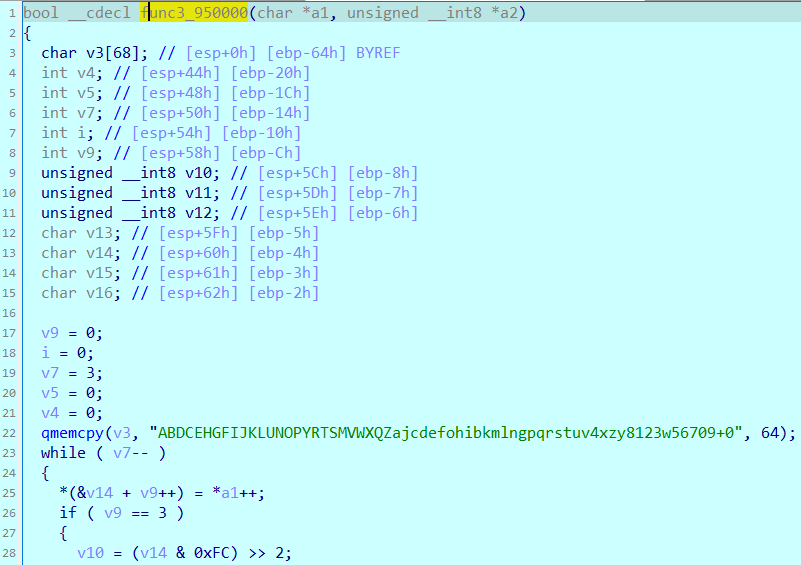 1 bool __cdecl func3_950000(char *a1, unsigned __int8 *a2)
2 {
3 char v3[68]; // [esp+0h] [ebp-64h] BYREF
4 int v4; // [esp+44h] [ebp-20h]
5 int v5; // [esp+48h] [ebp-1Ch]
6 int v7; // [esp+50h] [ebp-14h]
7 int i; // [esp+54h] [ebp-10h]
8 int v9; // [esp+58h] [ebp-Ch]
9 unsigned __int8 v10; // [esp+5Ch] [ebp-8h]
10 unsigned __int8 v11; // [esp+5Dh] [ebp-7h]
11 unsigned __int8 v12; // [esp+5Eh] [ebp-6h]
12 char v13; // [esp+5Fh] [ebp-5h]
13 char v14; // [esp+60h] [ebp-4h]
14 char v15; // [esp+61h] [ebp-3h]
15 char v16; // [esp+62h] [ebp-2h]
16
17 v9 = 0;
18 i = 0;
19 v7 = 3;
20 v5 = 0;
21 v4 = 0;
22 qmemcpy(v3, "ABDCEHGFIJKLUNOPYRTSMVWXQZajcdefohibkmlngpqrstuv4xzy8123w56709+0", 64);
23 while ( v7-- )
24 {
25 *(&v14 + v9++) = *a1++;
26 if ( v9 == 3 )
27 {
28 v10 = (v14 & 0xFC) >> 2;